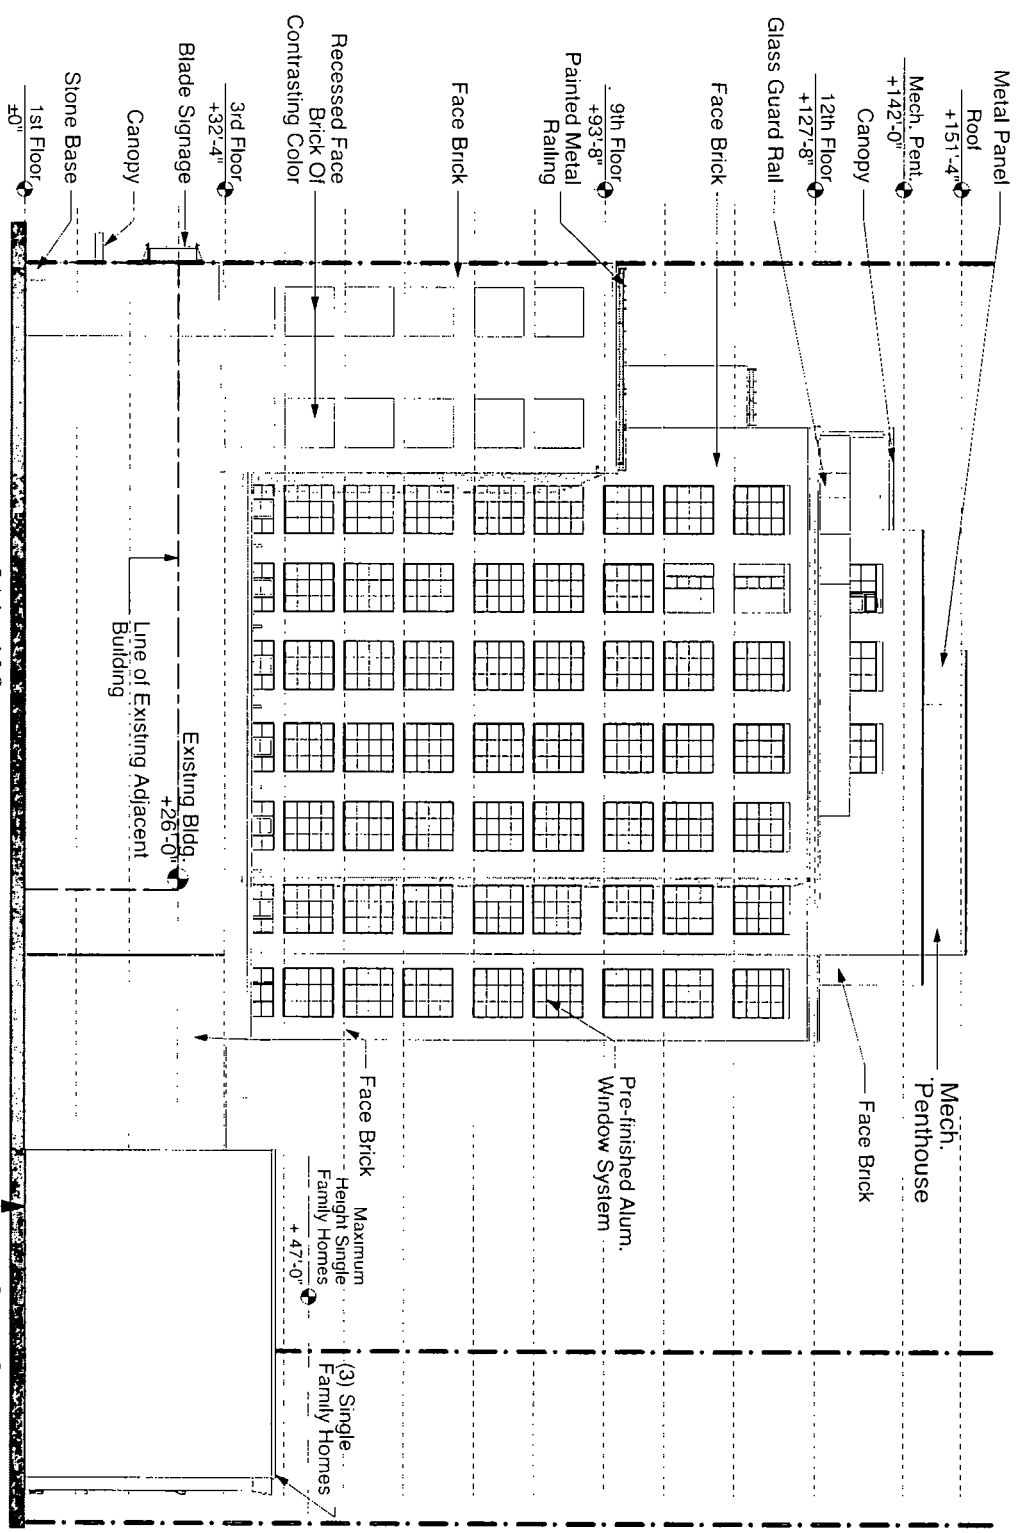 Metal Panel
Roof
+151'-4"
Mech. Pent.
+142'-0"
Canopy
12th Floor
+127'-8"
Glass Guard Rail
Face Brick
9th Floor
+93'-8"
Painted Metal
Railing
Face Brick
Recessed Face
Brick Of
Contrasting Color
3rd Floor
+32'-4"
Blade Signage
Canopy
Stone Base
1st Floor
±0"
Mech.
Penthouse
Face Brick
Pre-finished Alum.
Window System
Face Brick
Maximum
Height Single
Family Homes
+ 47'-0"
(3) Single
Family Homes
Existing Bldg.
+26'-0"
Line of Existing Adjacent
Building